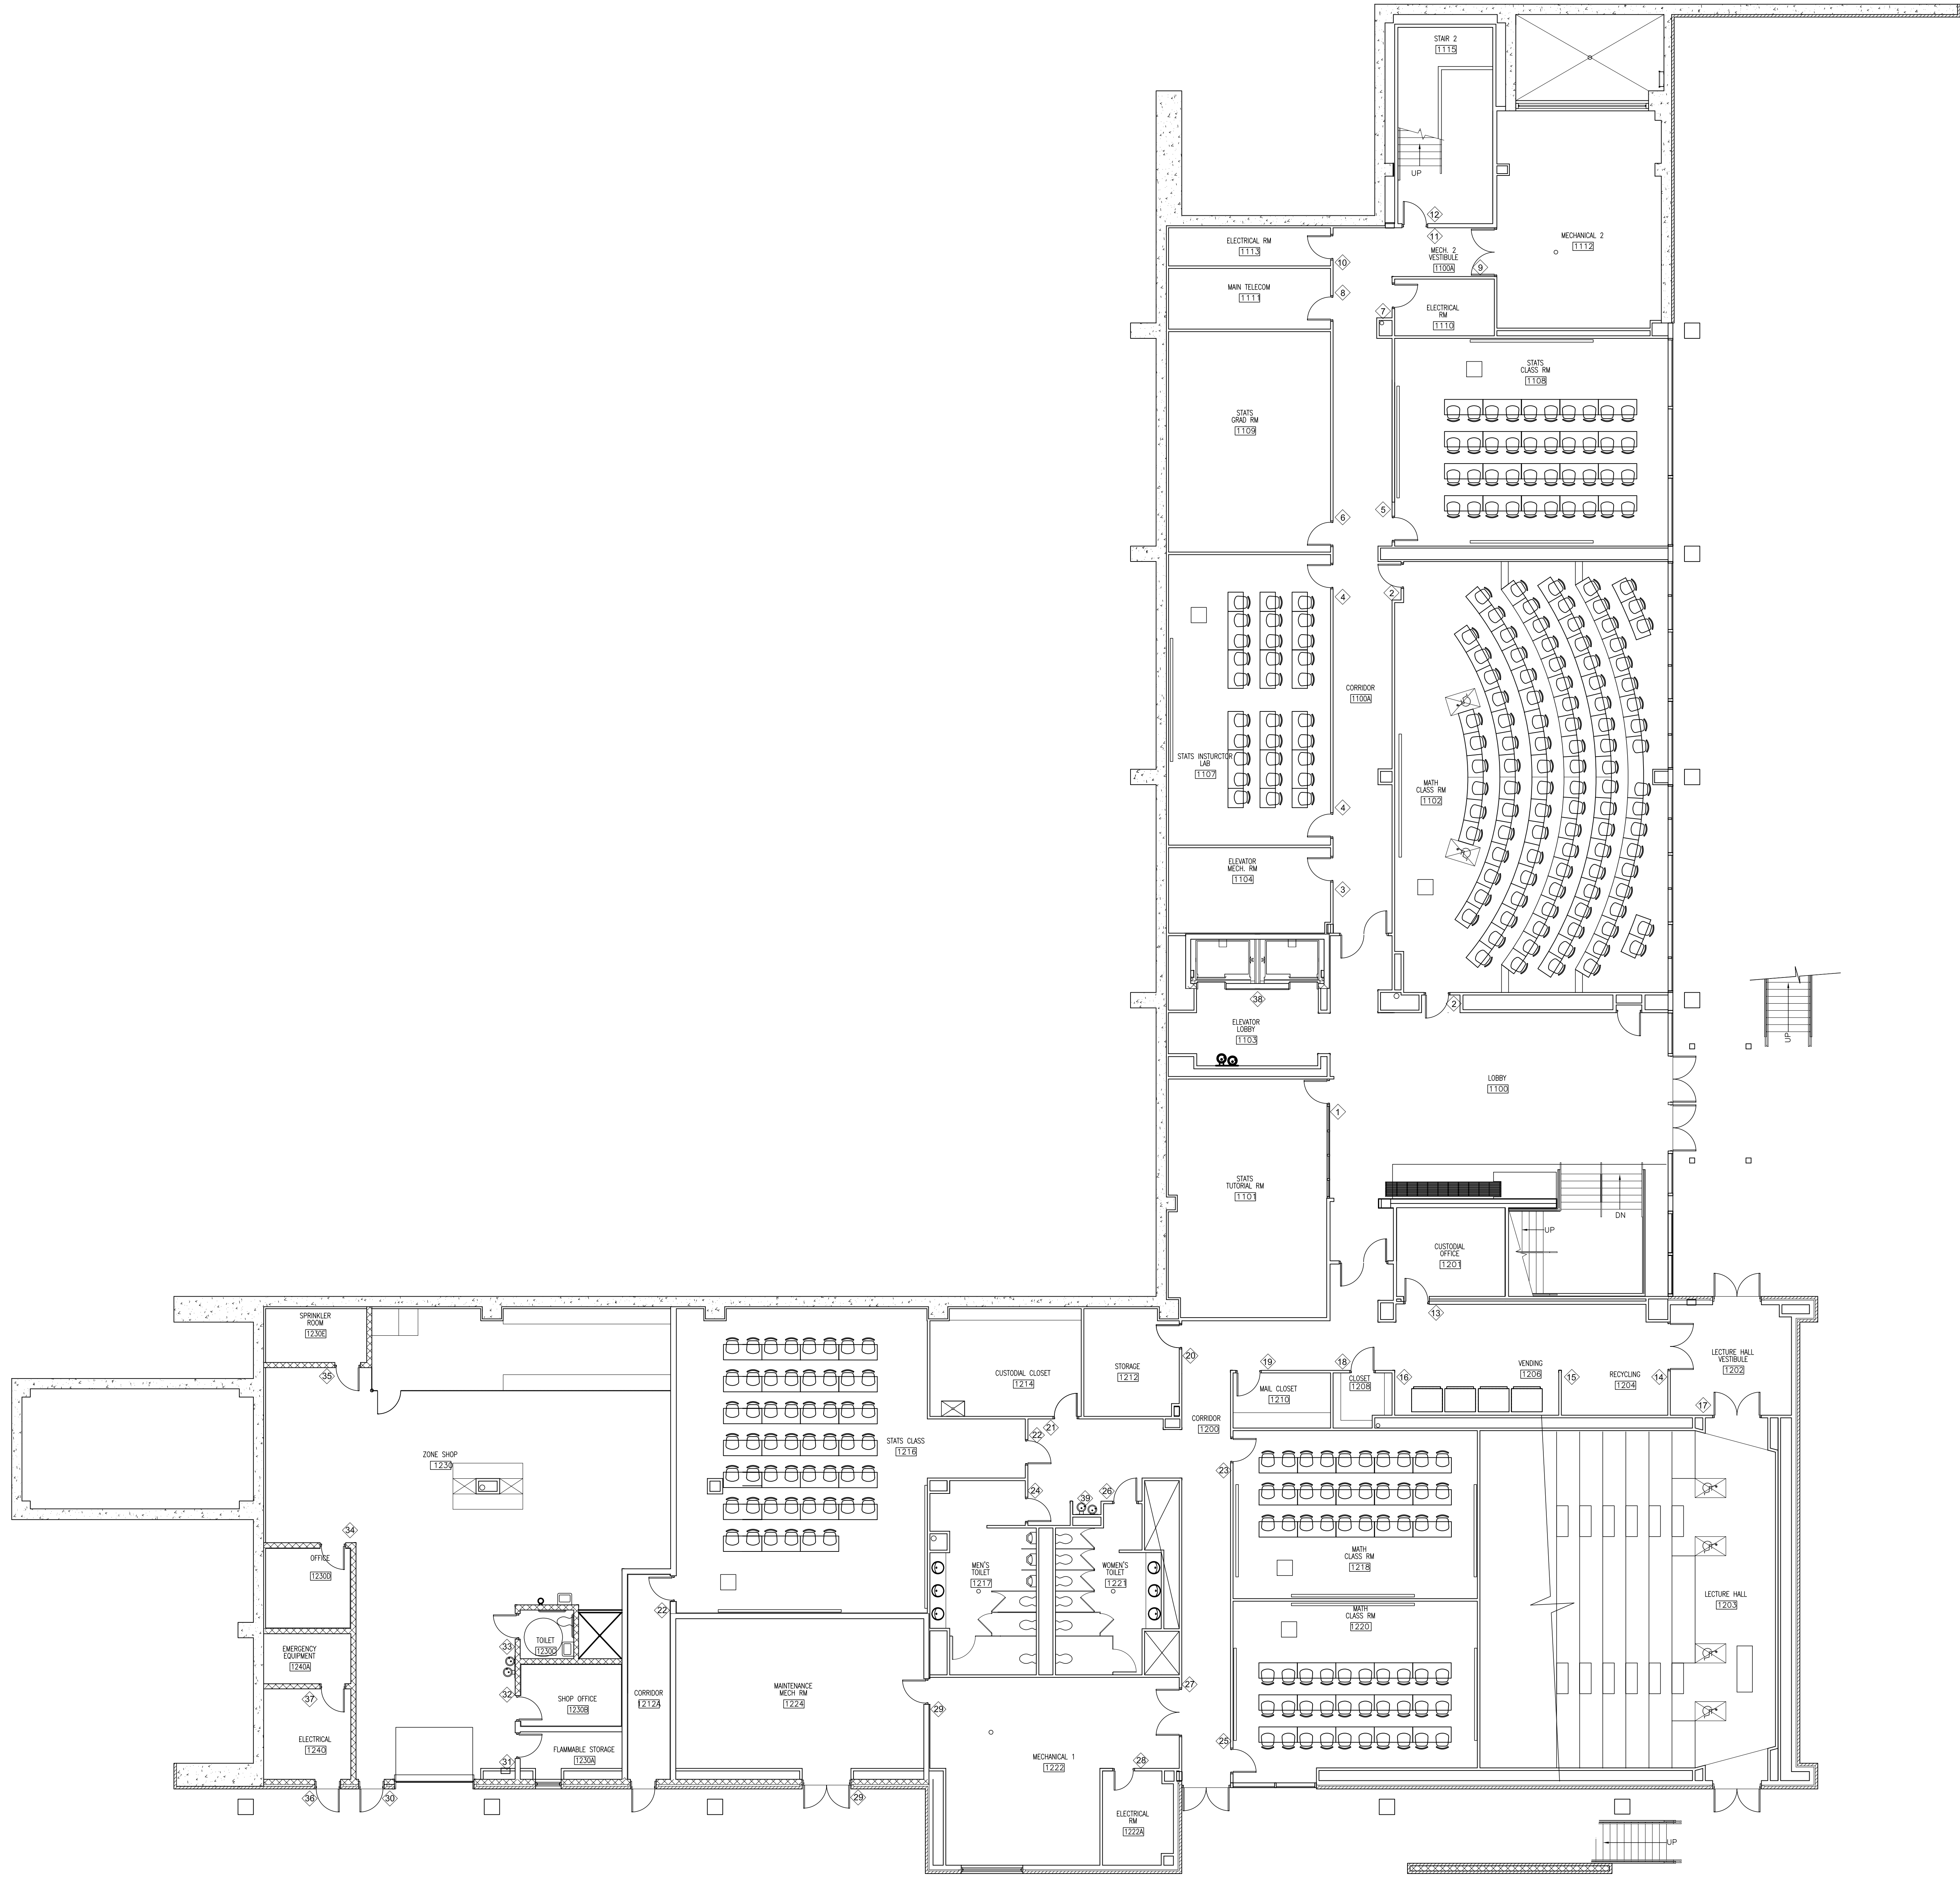 STAIR 2
1115
UP
12
11
ELECTRICAL RM
1113
10
MECH. 2
VESTIBULE
1100A
9
MECHANICAL 2
1112
MAIN TELECOM
1111
8
7
ELECTRICAL
RM
1110
STATS
CLASS RM
1108
STATS
GRAD RM
1109
6
5
4
2
CORRIDOR
1100A
STATS INSTURCTOR
LAB
1107
MATH
CLASS RM
1102
4
ELEVATOR
MECH. RM
1104
3
38
2
ELEVATOR
LOBBY
1103
UP
LOBBY
1100
1
STATS
TUTORIAL RM
1101
DN
UP
CUSTODIAL
OFFICE
1201
13
SPRINKLER
ROOM
1230E
35
CUSTODIAL CLOSET
1214
STORAGE
1212
20
19
18
MAIL CLOSET
1210
CLOSET
1208
16
VENDING
1206
15
RECYCLING
1204
14
LECTURE HALL
VESTIBULE
1202
17
CORRIDOR
1200
21
22
STATS CLASS
1216
ZONE SHOP
1230
23
24
39
26
34
OFFICE
1230D
MEN'S
TOILET
1217
WOMEN'S
TOILET
1221
MATH
CLASS RM
1218
LECTURE HALL
1203
22
MATH
CLASS RM
1220
TOILET
1230C
33
EMERGENCY
EQUIPMENT
1240A
37
32
SHOP OFFICE
1230B
CORRIDOR
1212A
MAINTENANCE
MECH RM
1224
29
27
25
ELECTRICAL
1240
31
FLAMMABLE STORAGE
1230A
MECHANICAL 1
1222
28
36
30
29
ELECTRICAL
RM
1222A
UP